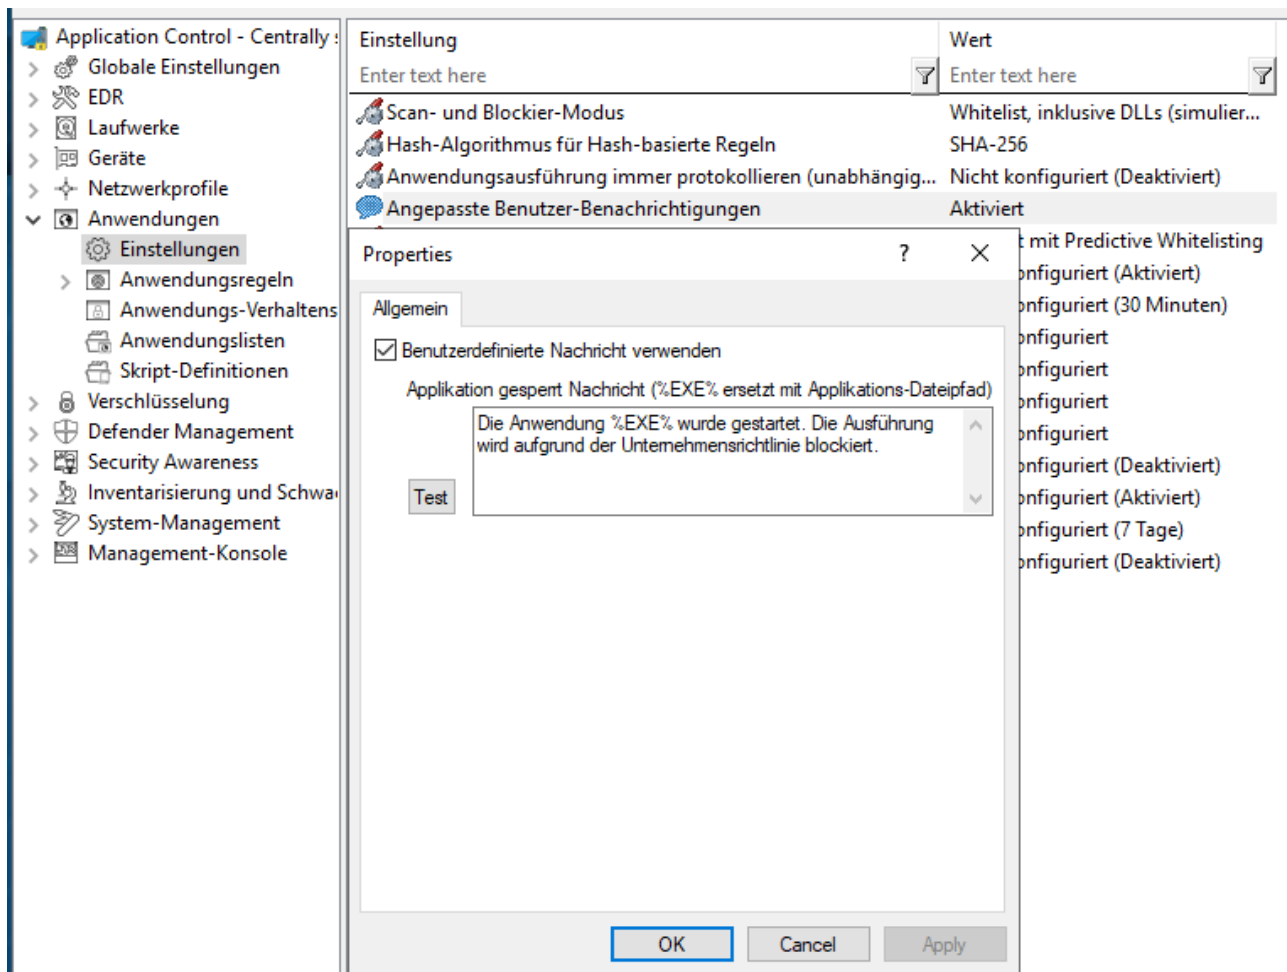 Application Control - Centrally
Globale Einstellungen
EDR
Laufwerke
Geräte
Netzwerkprofile
Anwendungen
Einstellungen
Anwendungsregeln
Anwendungs-Verhaltens
Anwendungslisten
Skript-Definitionen
Verschlüsselung
Defender Management
Security Awareness
Inventarisierung und Schwa
System-Management
Management-Konsole
Einstellung Wert
Enter text here Enter text here
Scan- und Blockier-Modus Whitelist, inklusive DLLs (simulier...
Hash-Algorithmus für Hash-basierte Regeln SHA-256
Anwendungsausführung immer protokollieren (unabhängig... Nicht konfiguriert (Deaktiviert)
Angepasste Benutzer-Benachrichtigungen Aktiviert
t mit Predictive Whitelisting
onfiguriert (Aktiviert)
onfiguriert (30 Minuten)
onfiguriert
onfiguriert
onfiguriert
onfiguriert
onfiguriert (Deaktiviert)
onfiguriert (Aktiviert)
onfiguriert (7 Tage)
onfiguriert (Deaktiviert)
Properties ?
Allgemein
Benutzerdefinierte Nachricht verwenden
Applikation gesperrt Nachricht (%EXE% ersetzt mit Applikations-Dateipfad)
Die Anwendung %EXE% wurde gestartet. Die Ausführung
wird aufgrund der Unternehmensrichtlinie blockiert.
Test
OK Cancel Apply